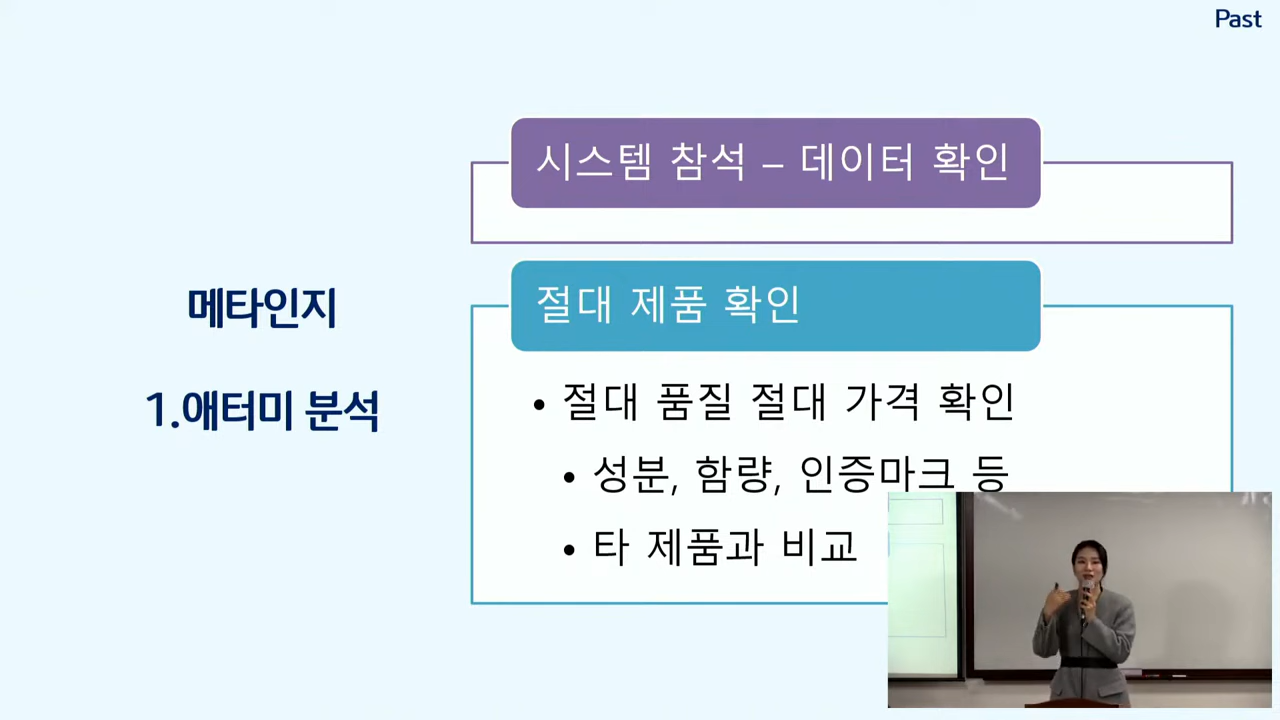 Past
시스템 참석 – 데이터 확인
메타인지
1.애터미 분석
절대 제품 확인
• 절대 품질 절대 가격 확인
• 성분, 함량, 인증마크 등
• 타 제품과 비교